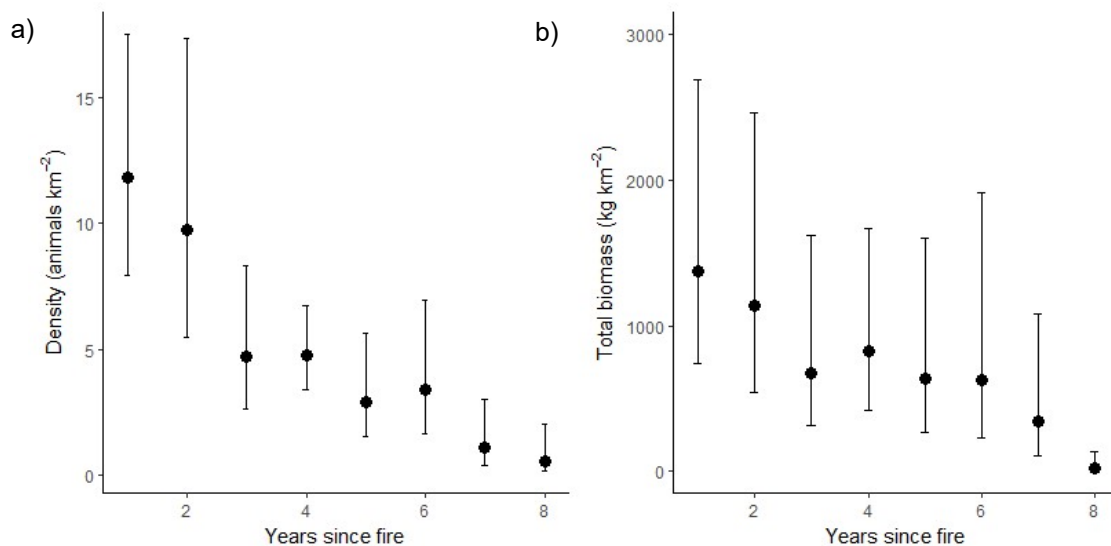 a)
Density (animals km⁻²)
15
10
5
0
2
4
6
8
Years since fire
b)
Total biomass (kg km⁻²)
3000
2000
1000
0
2
4
6
8
Years since fire